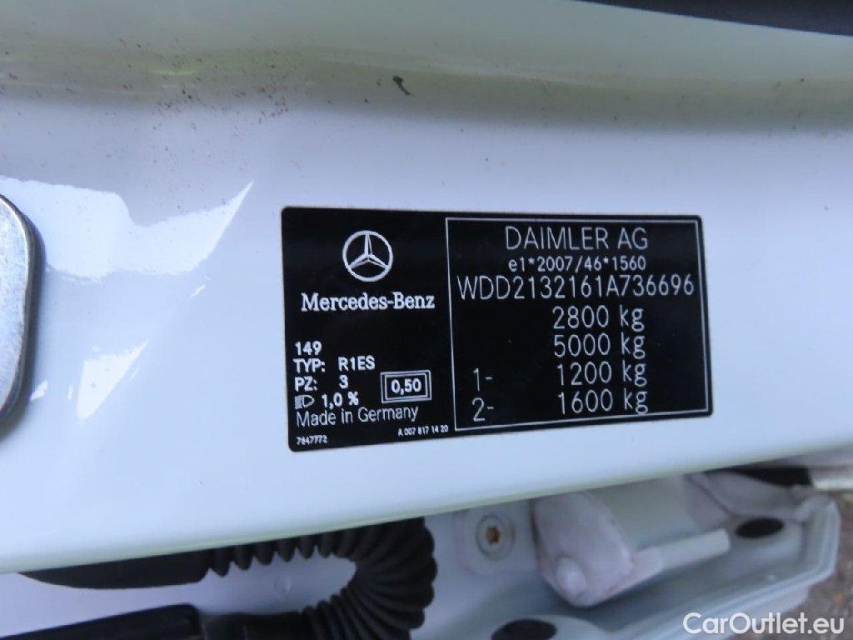 Mercedes-Benz
149
TYP: R1ES
PZ: 3
1,0 %
0,50
Made in Germany
7847772
A 007 817 14 20
DAIMLER AG
e1*2007/46*1560
WDD2132161A736696
2800 kg
5000 kg
1- 1200 kg
2- 1600 kg
CarOutlet.eu